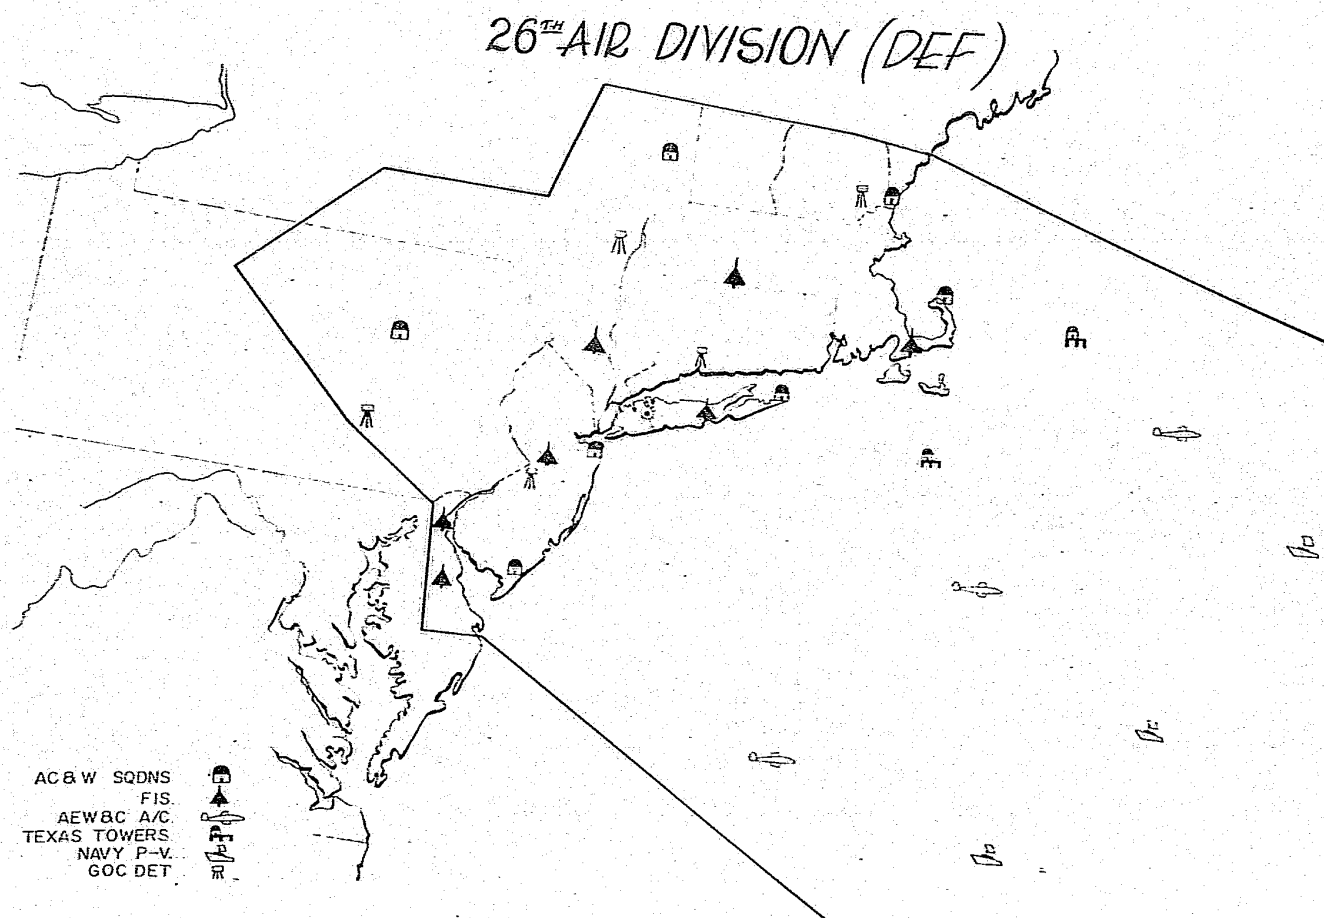 26TH AIR DIVISION (DEF)
AC & W SQDNS
FIS.
AEW&C A/C.
TEXAS TOWERS
NAVY P-V.
GOC DET